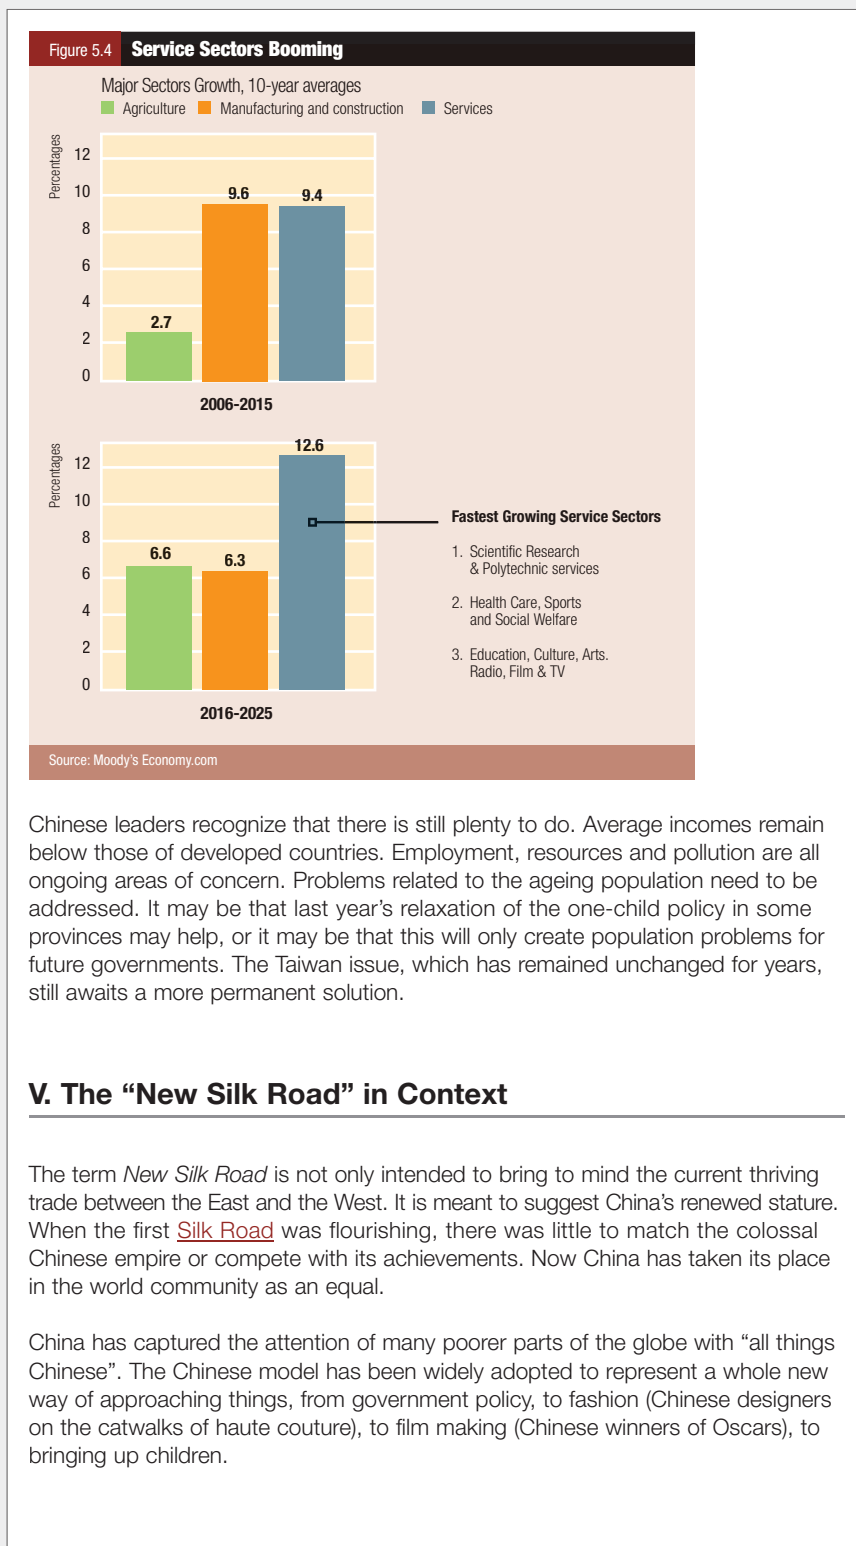 Figure 5.4 Service Sectors Booming
Major Sectors Growth, 10-year averages
Agriculture Manufacturing and construction Services
Percentages
12
10
8
6
4
2
0
2.7
9.6
9.4
2006-2015
Percentages
12
10
8
6
4
2
0
6.6
6.3
12.6
2016-2025
Fastest Growing Service Sectors
1. Scientific Research
& Polytechnic services
2. Health Care, Sports
and Social Welfare
3. Education, Culture, Arts.
Radio, Film & TV
Source: Moody's Economy.com
Chinese leaders recognize that there is still plenty to do. Average incomes remain
below those of developed countries. Employment, resources and pollution are all
ongoing areas of concern. Problems related to the ageing population need to be
addressed. It may be that last year's relaxation of the one-child policy in some
provinces may help, or it may be that this will only create population problems for
future governments. The Taiwan issue, which has remained unchanged for years,
still awaits a more permanent solution.
V. The “New Silk Road” in Context
The term New Silk Road is not only intended to bring to mind the current thriving
trade between the East and the West. It is meant to suggest China's renewed stature.
When the first Silk Road was flourishing, there was little to match the colossal
Chinese empire or compete with its achievements. Now China has taken its place
in the world community as an equal.
China has captured the attention of many poorer parts of the globe with “all things
Chinese”. The Chinese model has been widely adopted to represent a whole new
way of approaching things, from government policy, to fashion (Chinese designers
on the catwalks of haute couture), to film making (Chinese winners of Oscars), to
bringing up children.